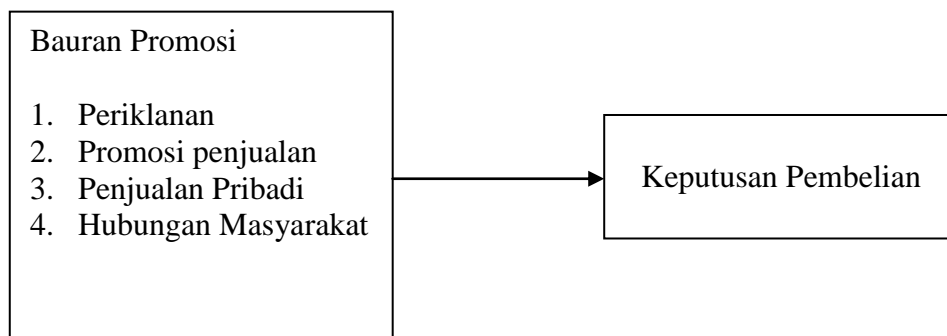 Bauran Promosi
1. Periklanan
2. Promosi penjualan
3. Penjualan Pribadi
4. Hubungan Masyarakat
Keputusan Pembelian